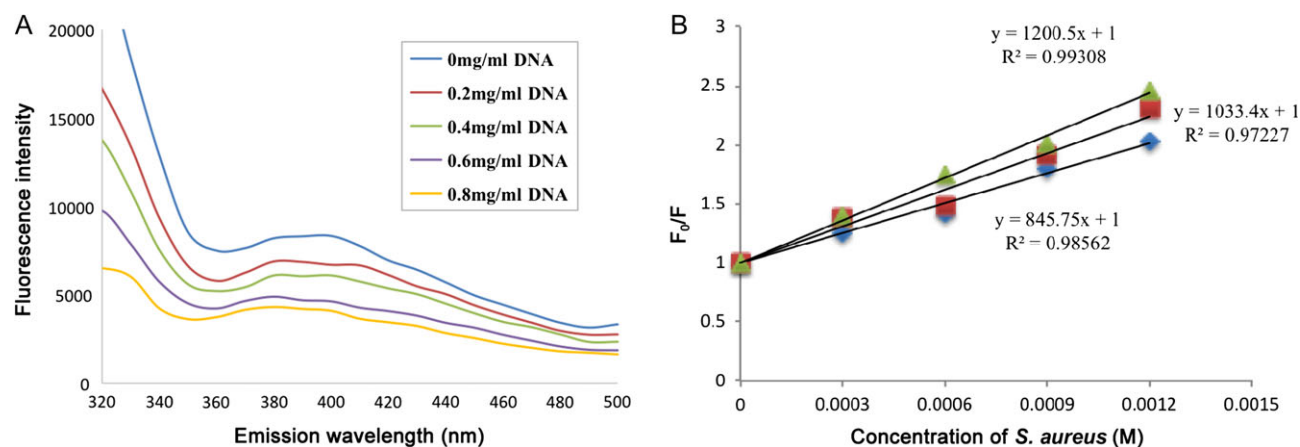 A
20000
15000
10000
5000
0
320 340 360 380 400 420 440 460 480 500
Fluorescence intensity
Emission wavelength (nm)
0mg/ml DNA
0.2mg/ml DNA
0.4mg/ml DNA
0.6mg/ml DNA
0.8mg/ml DNA
B
3
2.5
2
1.5
1
0.5
0
0 0.0003 0.0006 0.0009 0.0012 0.0015
F₀/F
Concentration of S. aureus (M)
y = 1200.5x + 1
R² = 0.99308
y = 1033.4x + 1
R² = 0.97227
y = 845.75x + 1
R² = 0.98562